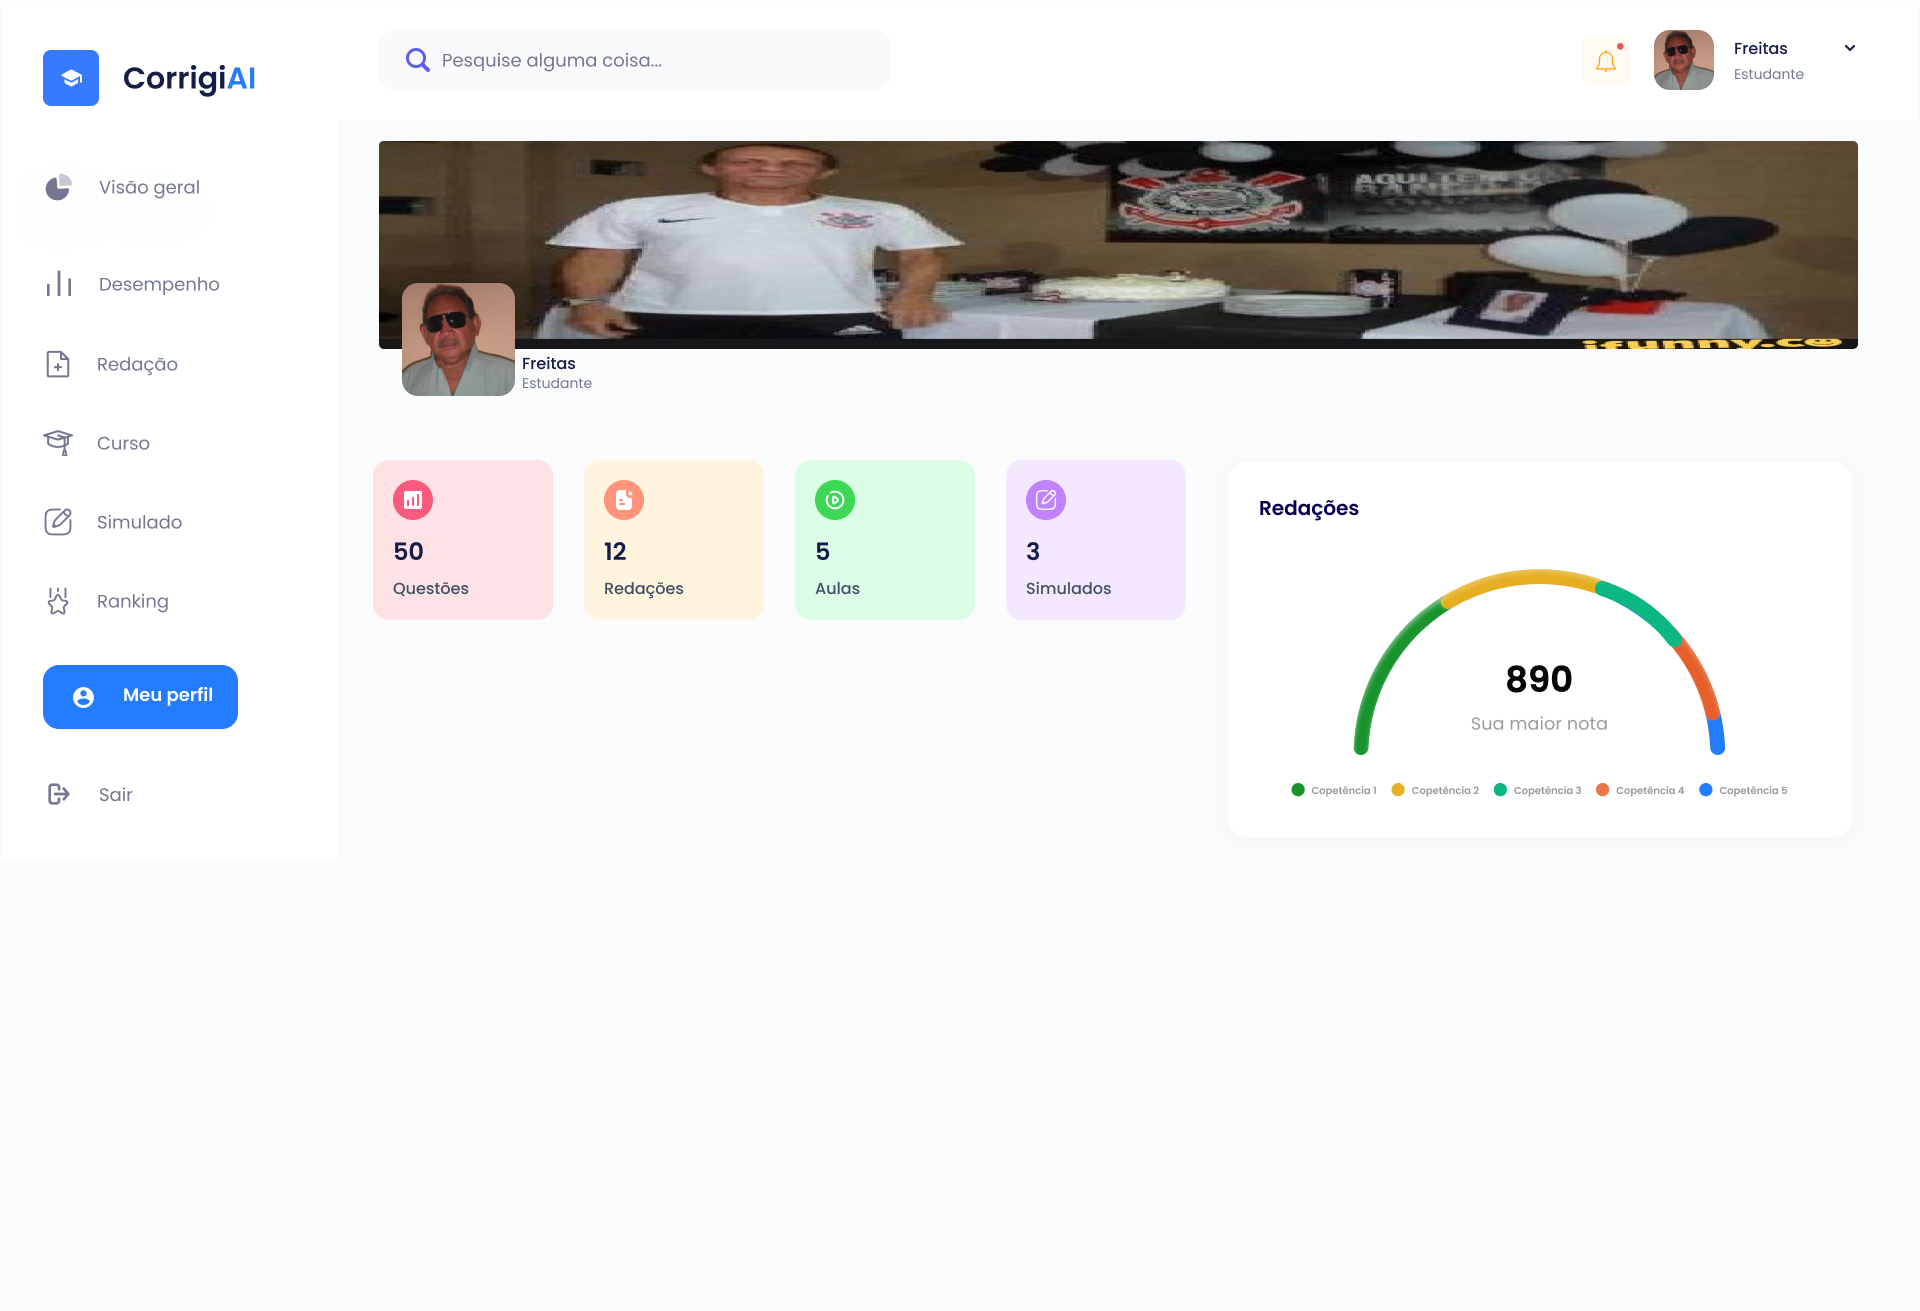 CorrigiAI
Pesquise alguma coisa...
Freitas
Estudante
Visão geral
Desempenho
Redação
Curso
Simulado
Ranking
Meu perfil
Sair
ifunny.co
Freitas
Estudante
50
Questões
12
Redações
5
Aulas
3
Simulados
Redações
890
Sua maior nota
Copetência 1
Copetência 2
Copetência 3
Copetência 4
Copetência 5